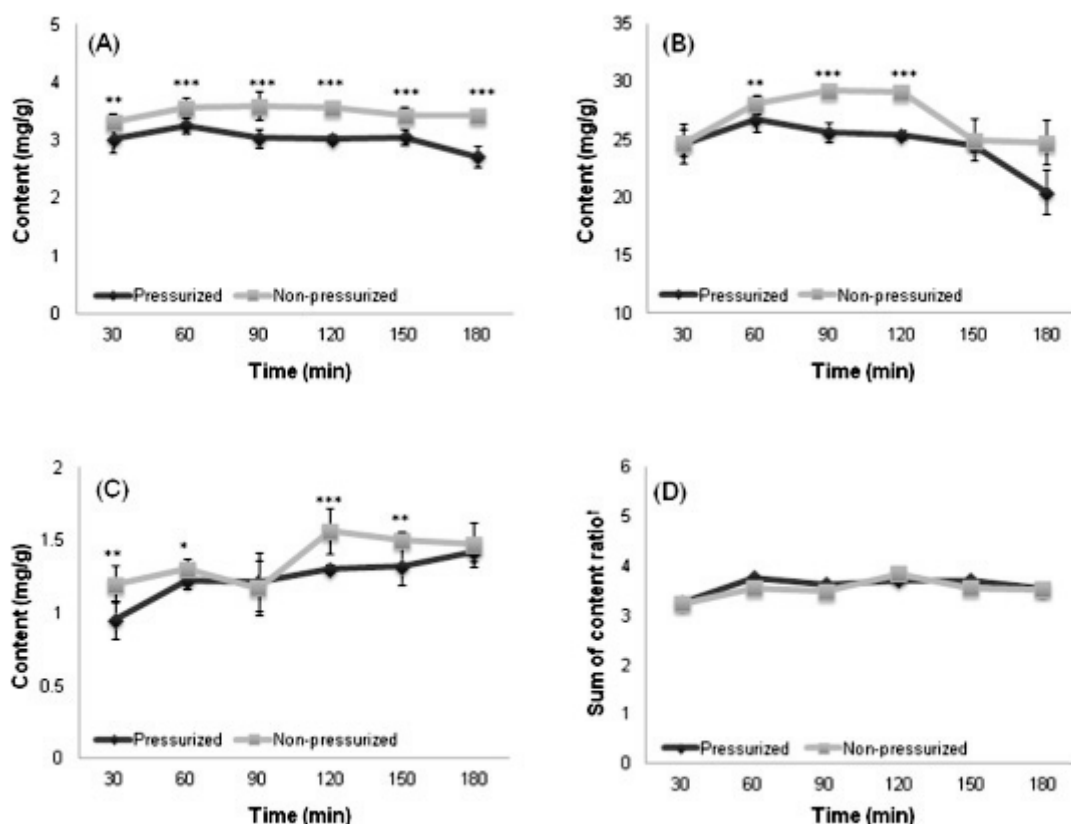 (A)
Content (mg/g)
5
4
3
2
1
0
** *** *** *** *** ***
Pressurized Non-pressurized
30 60 90 120 150 180
Time (min)
(B)
Content (mg/g)
35
30
25
20
15
10
** *** ***
Pressurized Non-pressurized
30 60 90 120 150 180
Time (min)
(C)
Content (mg/g)
2
1.5
1
0.5
0
** * *** **
Pressurized Non-pressurized
30 60 90 120 150 180
Time (min)
(D)
Sum of content ratio†
6
5
4
3
2
1
0
Pressurized Non-pressurized
30 60 90 120 150 180
Time (min)